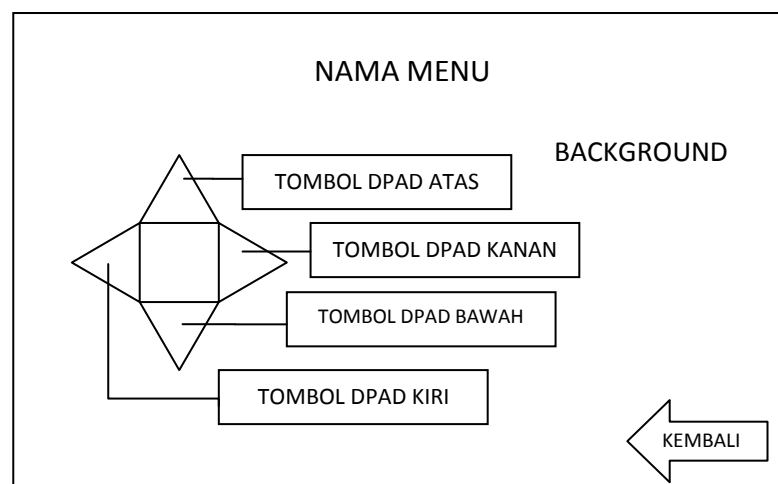 NAMA MENU
BACKGROUND
TOMBOL DPAD ATAS
TOMBOL DPAD KANAN
TOMBOL DPAD BAWAH
TOMBOL DPAD KIRI
KEMBALI